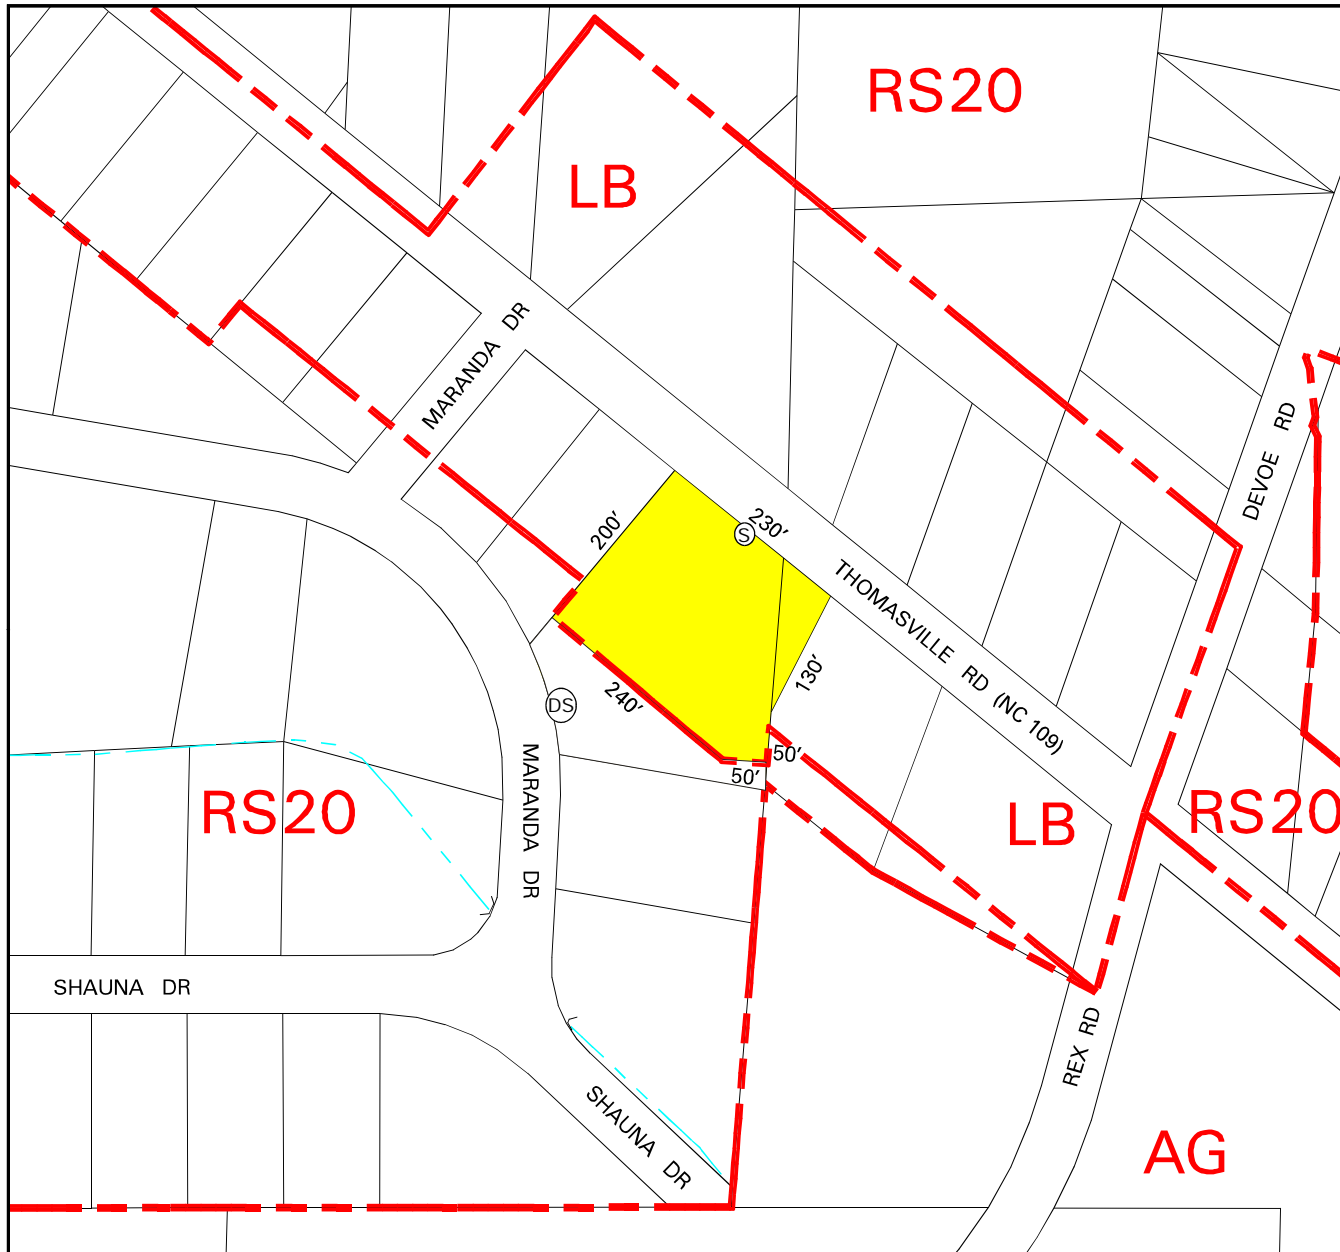 RS20
LB
MARANDA DR
DEVOE RD
200'
230'
S
THOMASVILLE RD (NC 109)
130'
240'
DS
50'
50'
MARANDA DR
RS20
LB
RS20
SHAUNA DR
REX RD
SHAUNA DR
AG